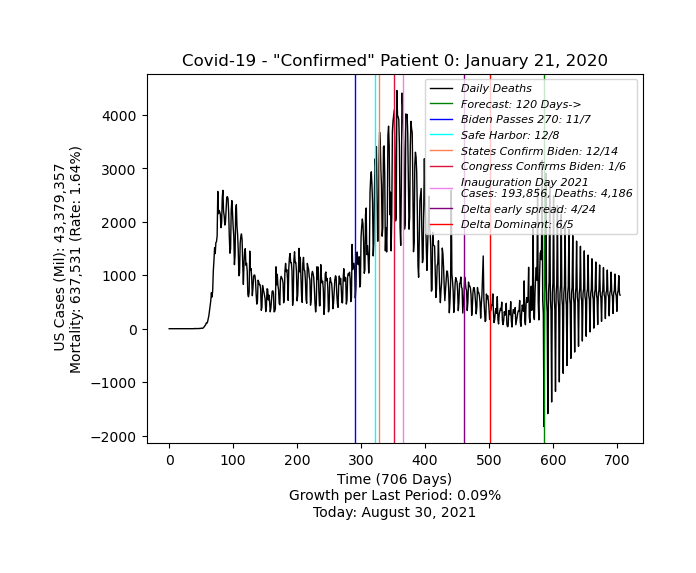 Covid-19 - "Confirmed" Patient 0: January 21, 2020
Daily Deaths
Forecast: 120 Days->
Biden Passes 270: 11/7
Safe Harbor: 12/8
States Confirm Biden: 12/14
Congress Confirms Biden: 1/6
Inauguration Day 2021
Cases: 193,856, Deaths: 4,186
Delta early spread: 4/24
Delta Dominant: 6/5
US Cases (Mil): 43,379,357
Mortality: 637,531 (Rate: 1.64%)
4000
3000
2000
1000
0
−1000
−2000
0 100 200 300 400 500 600 700
Time (706 Days)
Growth per Last Period: 0.09%
Today: August 30, 2021